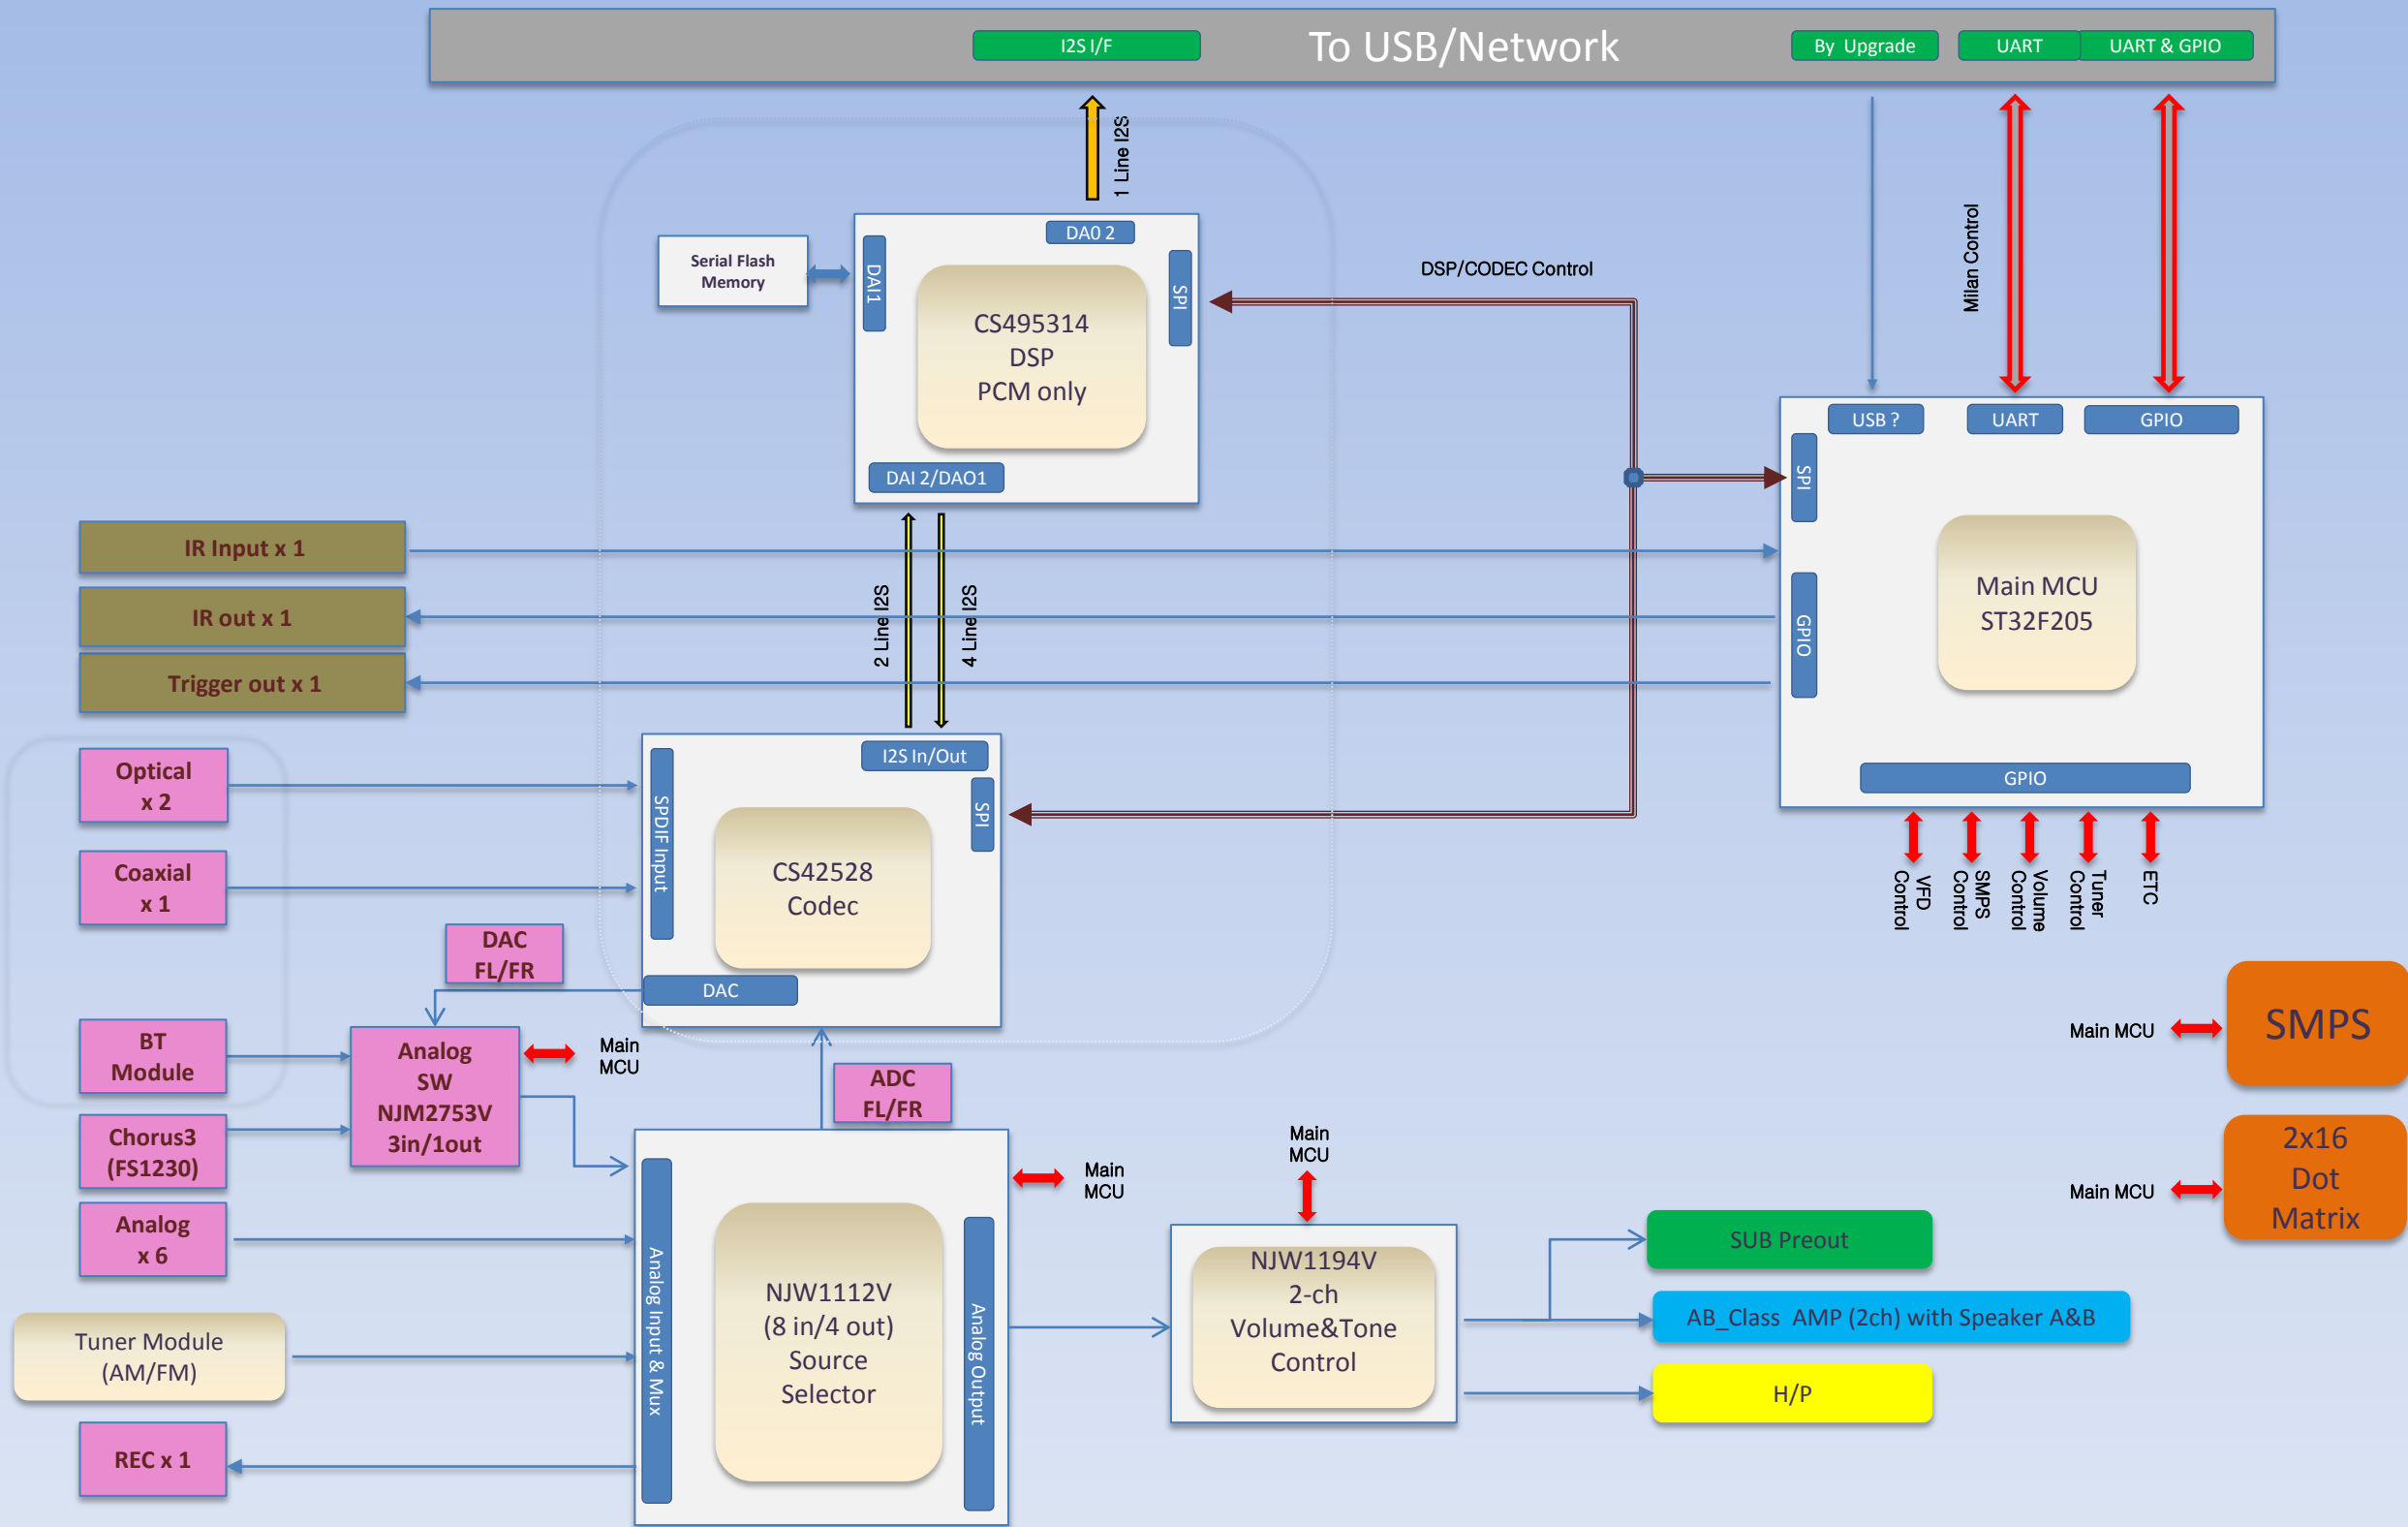 I2S I/F
To USB/Network
By  Upgrade
UART
UART & GPIO
1 Line I2S
Serial Flash
Memory
DAI1
DA0 2
SPI
CS495314
DSP
PCM only
DAI 2/DAO1
DSP/CODEC Control
Milan Control
USB ?
UART
GPIO
SPI
GPIO
Main MCU
ST32F205
GPIO
VFD
Control
SMPS
Control
Volume
Control
Tuner
Control
ETC
IR Input x 1
IR out x 1
Trigger out x 1
2 Line I2S
4 Line I2S
Optical
x 2
Coaxial
x 1
SPDIF Input
I2S In/Out
SPI
CS42528
Codec
DAC
DAC
FL/FR
BT
Module
Analog
SW
NJM2753V
3in/1out
Main
MCU
Chorus3
(FS1230)
ADC
FL/FR
Analog
x 6
Tuner Module
(AM/FM)
REC x 1
Analog Input & Mux
NJW1112V
(8 in/4 out)
Source
Selector
Analog Output
Main
MCU
Main
MCU
NJW1194V
2-ch
Volume&Tone
Control
SUB Preout
AB_Class  AMP (2ch) with Speaker A&B
H/P
Main MCU
SMPS
Main MCU
2x16
Dot
Matrix